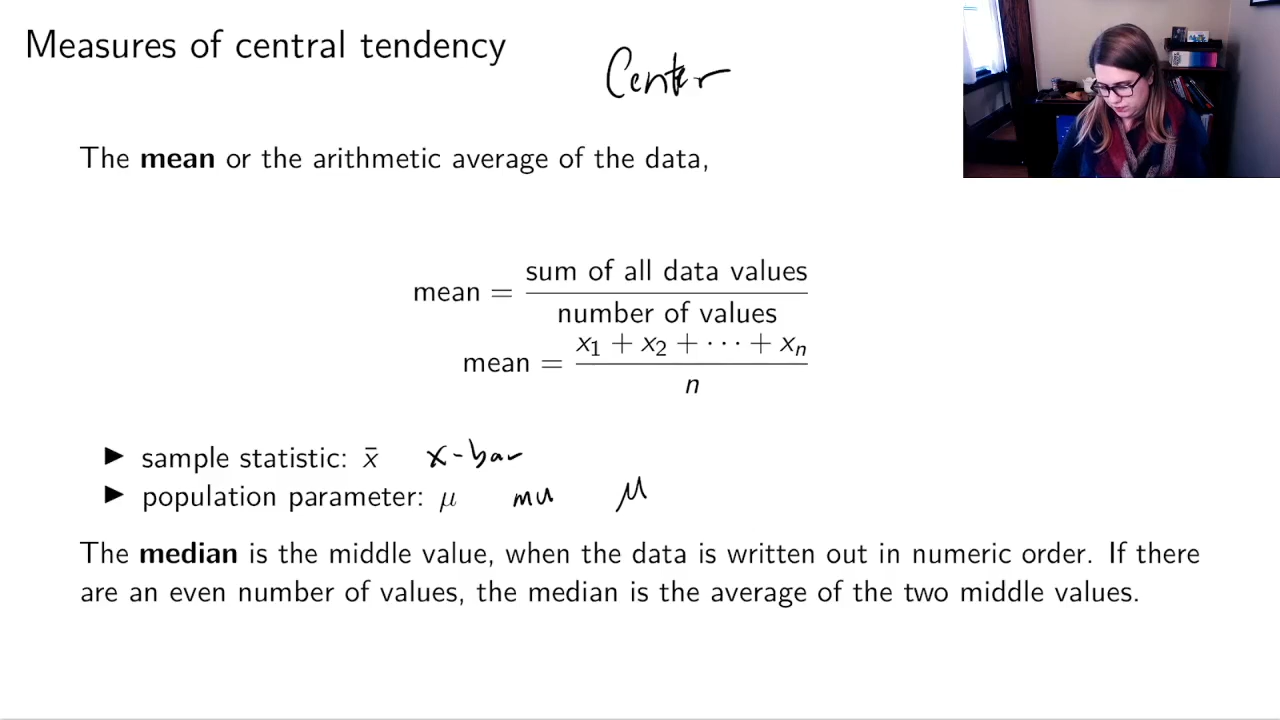 Measures of central tendency
Center
The mean or the arithmetic average of the data,
mean = sum of all data values / number of values
mean = x₁ + x₂ + · · · + xₙ / n
▶ sample statistic: x̄ x-bar
▶ population parameter: μ mu μ
The median is the middle value, when the data is written out in numeric order. If there
are an even number of values, the median is the average of the two middle values.